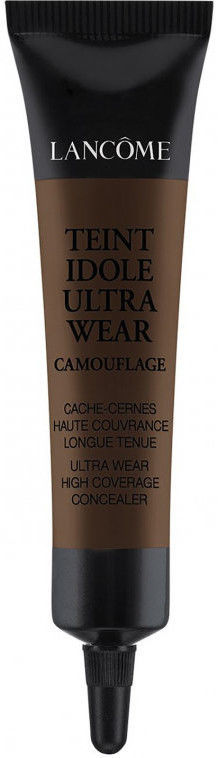 LANCÔME
TEINT
IDOLE
ULTRA
WEAR
CAMOUFLAGE
CACHE-CERNES
HAUTE COUVRANCE
LONGUE TENUE
ULTRA WEAR
HIGH COVERAGE
CONCEALER